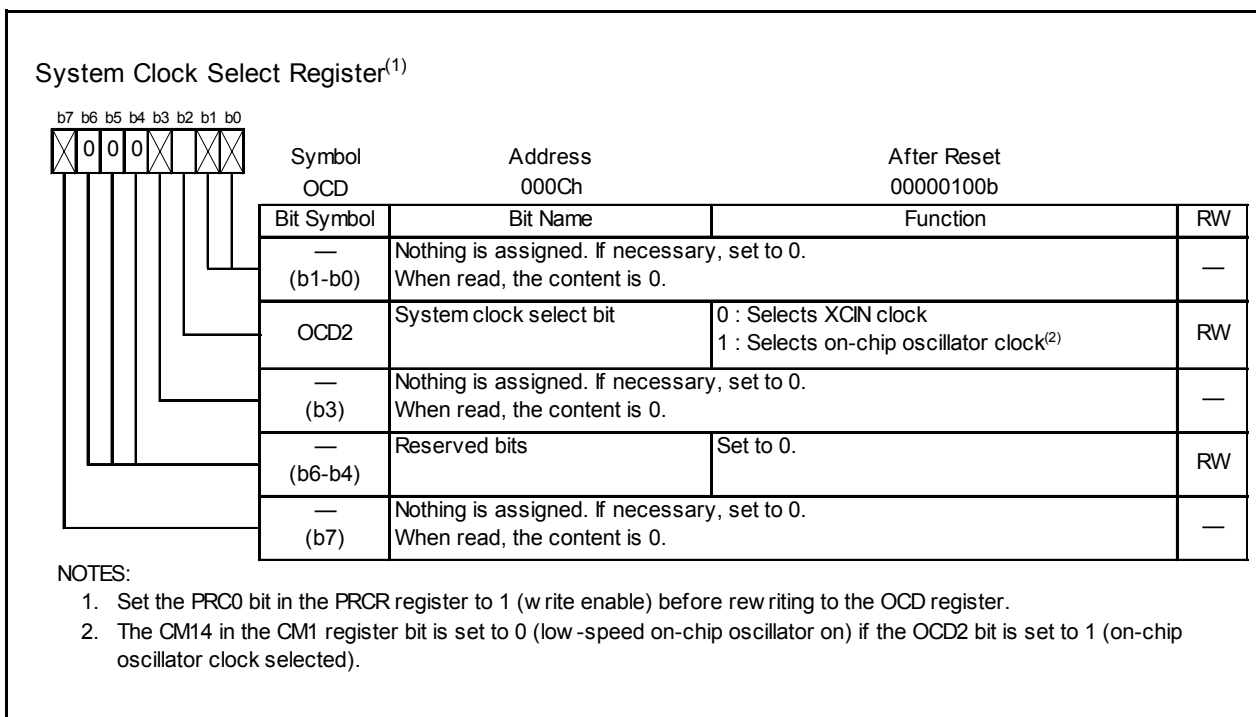 System Clock Select Register(1)
b7 b6 b5 b4 b3 b2 b1 b0
0 0 0
Symbol Address After Reset
OCD 000Ch 00000100b
Bit Symbol Bit Name Function RW
— Nothing is assigned. If necessary, set to 0. —
(b1-b0) When read, the content is 0.
OCD2 System clock select bit 0 : Selects XCIN clock RW
1 : Selects on-chip oscillator clock(2)
— Nothing is assigned. If necessary, set to 0. —
(b3) When read, the content is 0.
— Reserved bits Set to 0. RW
(b6-b4)
— Nothing is assigned. If necessary, set to 0. —
(b7) When read, the content is 0.
NOTES:
1. Set the PRC0 bit in the PRCR register to 1 (w rite enable) before rew riting to the OCD register.
2. The CM14 in the CM1 register bit is set to 0 (low -speed on-chip oscillator on) if the OCD2 bit is set to 1 (on-chip
oscillator clock selected).